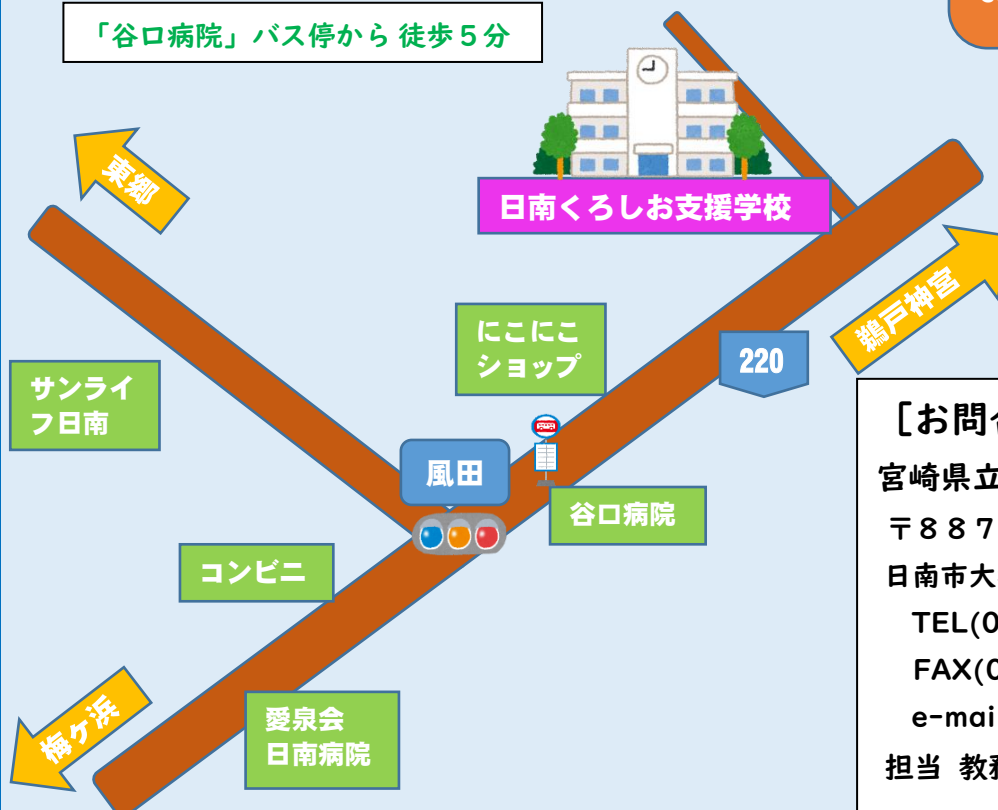 「谷口病院」バス停から 徒歩５分
東郷
日南くろしお支援学校
鵜戸神宮
にこにこ
ショップ
220
サンライ
フ日南
風田
谷口病院
コンビニ
梅ケ浜
愛泉会
日南病院
［お問
宮崎県立
〒８８７
日南市大
TEL(0
FAX(0
e-mai
担当 教